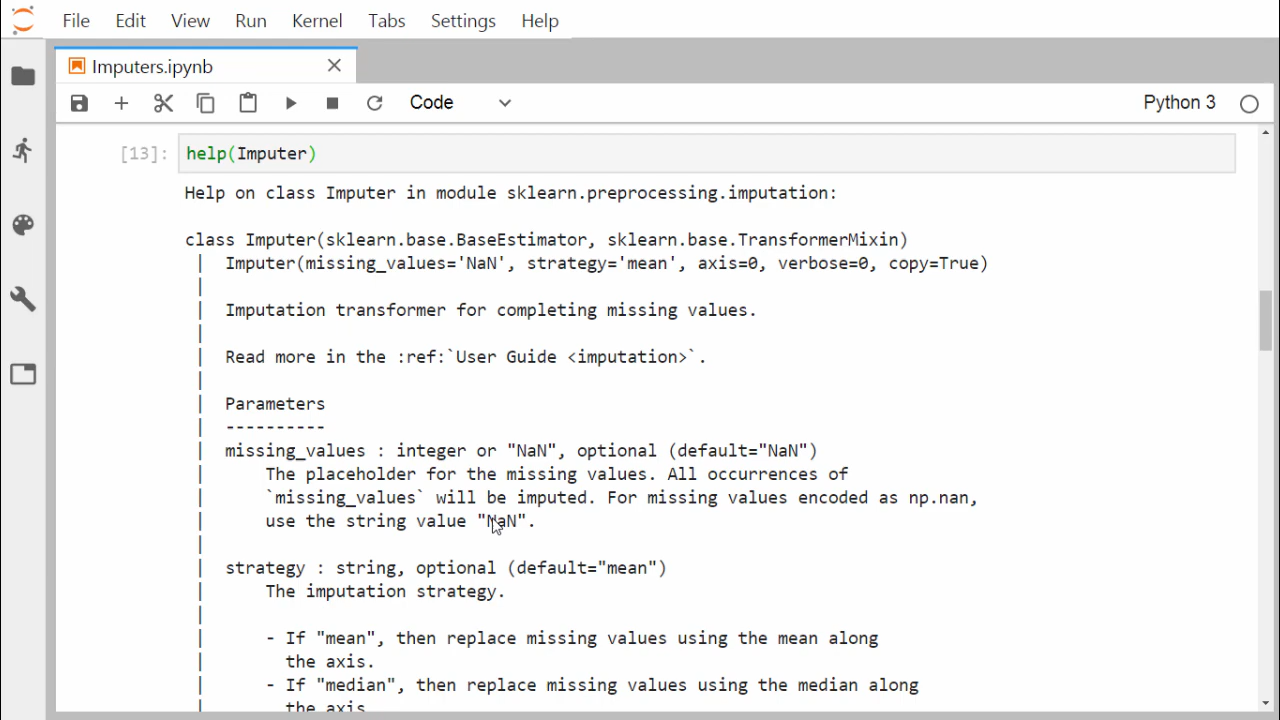 File Edit View Run Kernel Tabs Settings Help
Imputers.ipynb
Code Python 3
[13]: help(Imputer)
Help on class Imputer in module sklearn.preprocessing.imputation:
class Imputer(sklearn.base.BaseEstimator, sklearn.base.TransformerMixin)
| Imputer(missing_values='NaN', strategy='mean', axis=0, verbose=0, copy=True)
|
| Imputation transformer for completing missing values.
|
| Read more in the :ref:`User Guide <imputation>`.
|
| Parameters
| ----------
| missing_values : integer or "NaN", optional (default="NaN")
| The placeholder for the missing values. All occurrences of
| `missing_values` will be imputed. For missing values encoded as np.nan,
| use the string value "NaN".
|
| strategy : string, optional (default="mean")
| The imputation strategy.
|
| - If "mean", then replace missing values using the mean along
| the axis.
| - If "median", then replace missing values using the median along
| the axis.